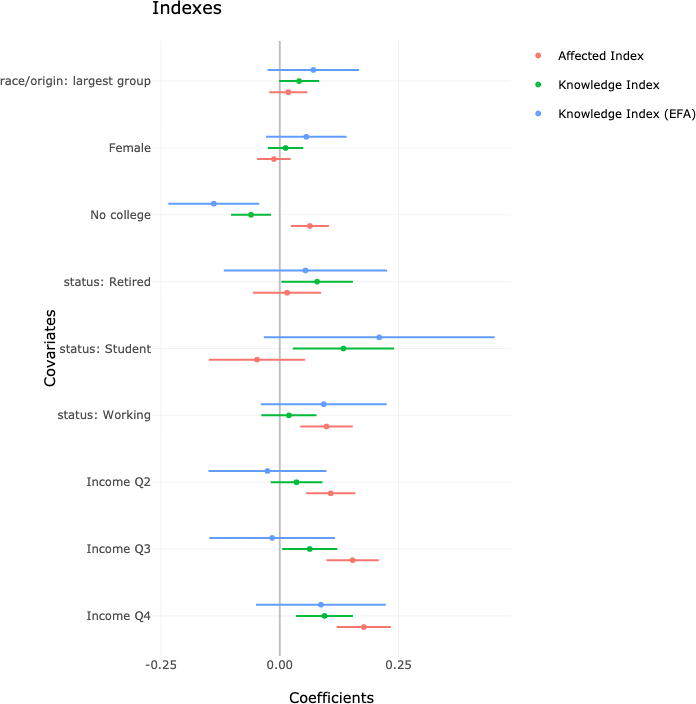 Indexes
Affected Index
Knowledge Index
Knowledge Index (EFA)
race/origin: largest group
Female
No college
status: Retired
status: Student
status: Working
Income Q2
Income Q3
Income Q4
Covariates
-0.25
0.00
0.25
Coefficients